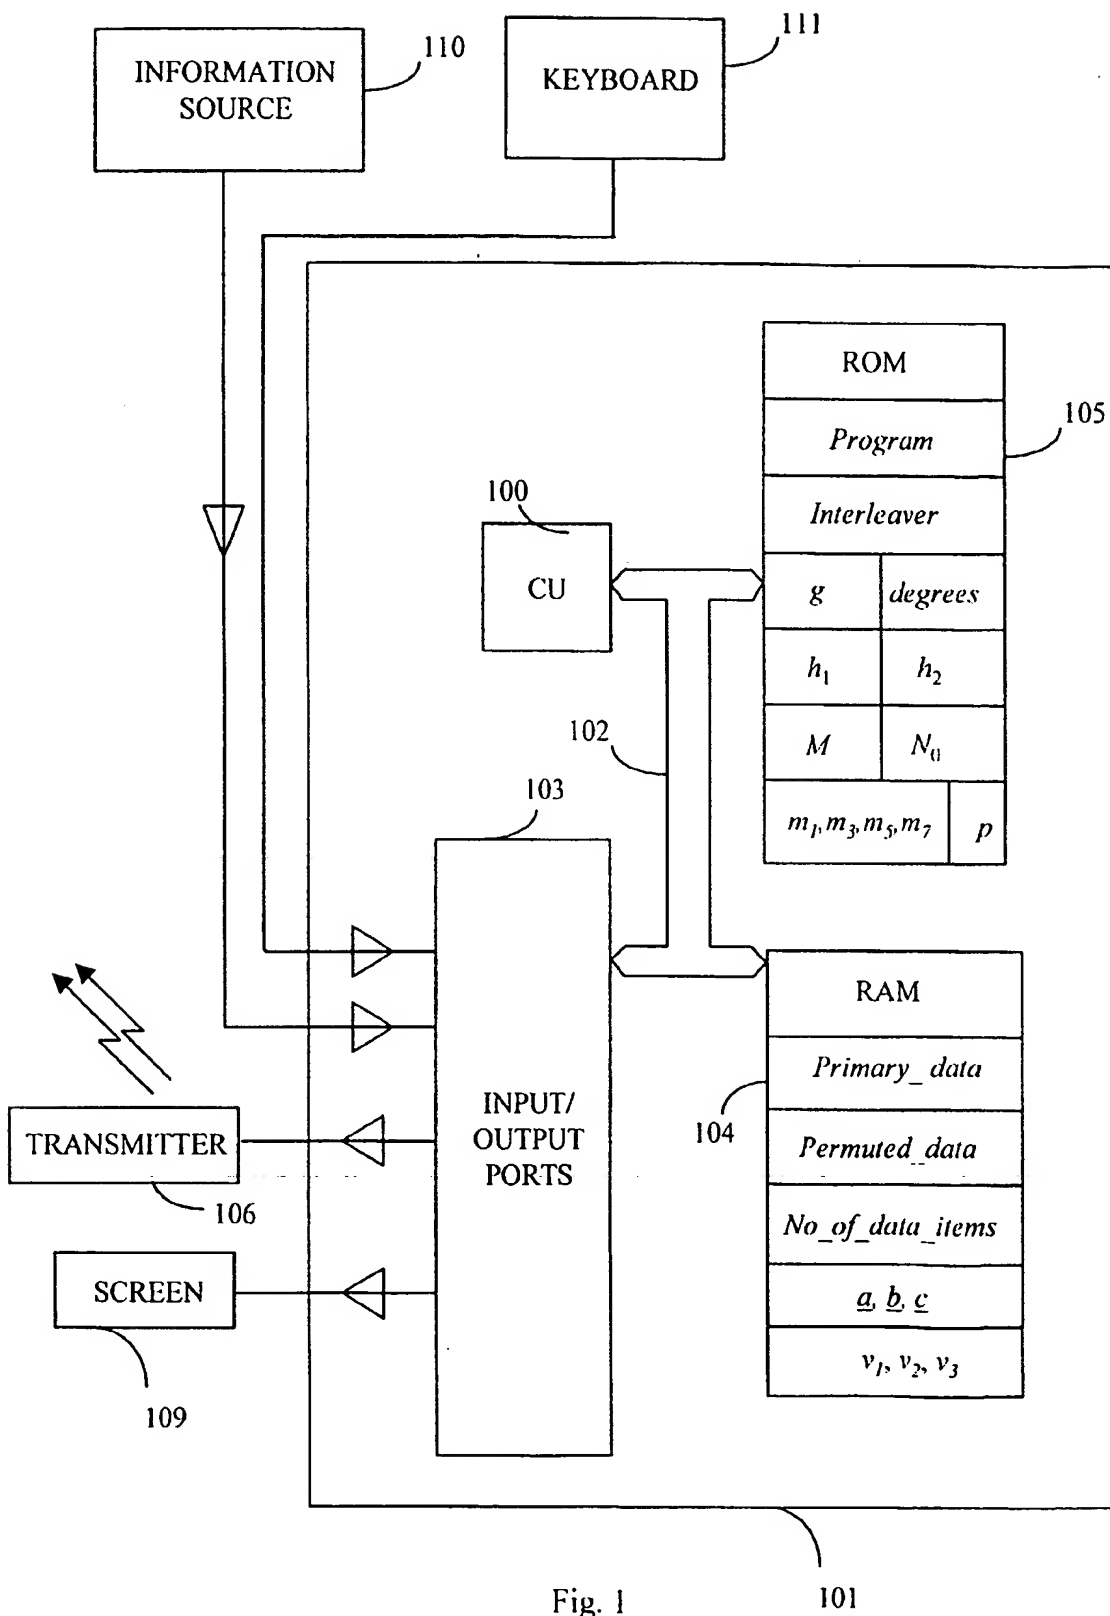 110
111
INFORMATION
SOURCE
KEYBOARD
ROM
105
Program
Interleaver
100
CU
g
degrees
h₁
h₂
102
M
N₀
103
m₁, m₃, m₅, m₇
p
RAM
Primary_data
104
INPUT/
OUTPUT
PORTS
TRANSMITTER
Permuted_data
106
No_of_data_items
SCREEN
a, b, c
v₁, v₂, v₃
109
101
Fig. 1